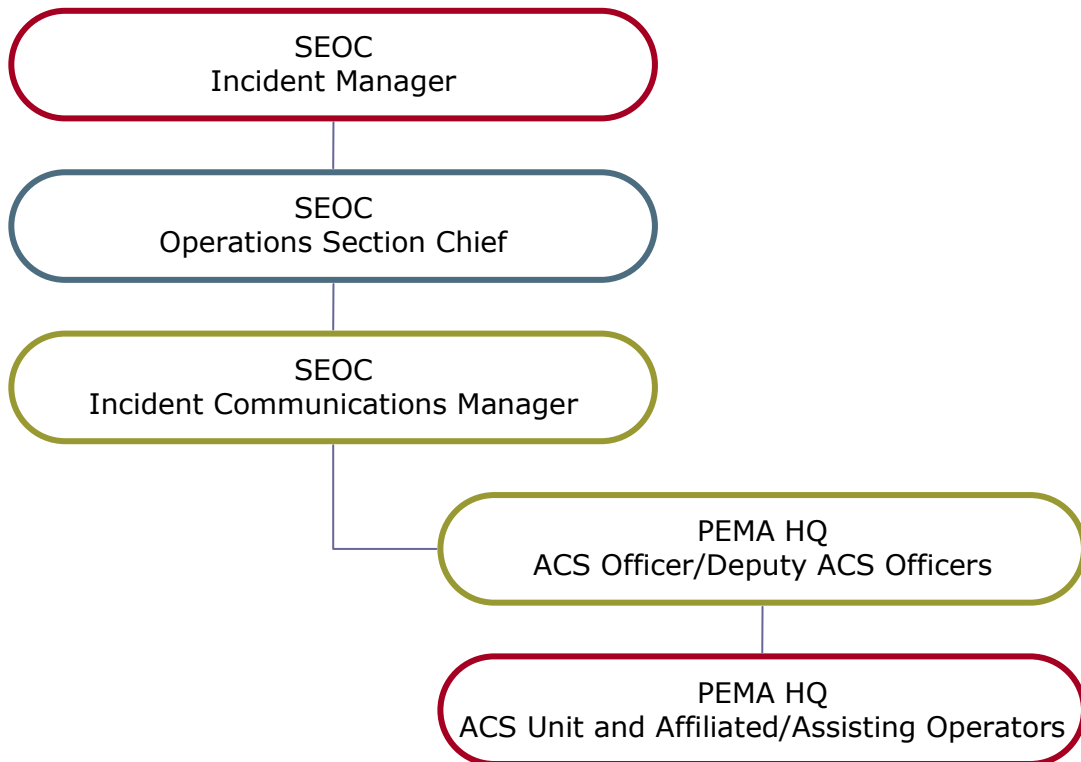 SEOC
Incident Manager
SEOC
Operations Section Chief
SEOC
Incident Communications Manager
PEMA HQ
ACS Officer/Deputy ACS Officers
PEMA HQ
ACS Unit and Affiliated/Assisting Operators